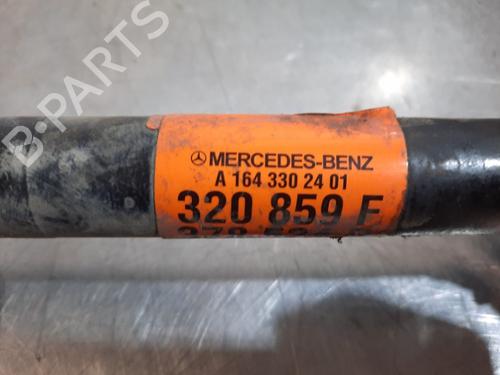 MERCEDES-BENZ
A 164 330 24 01
320 859 F
B-PARTS